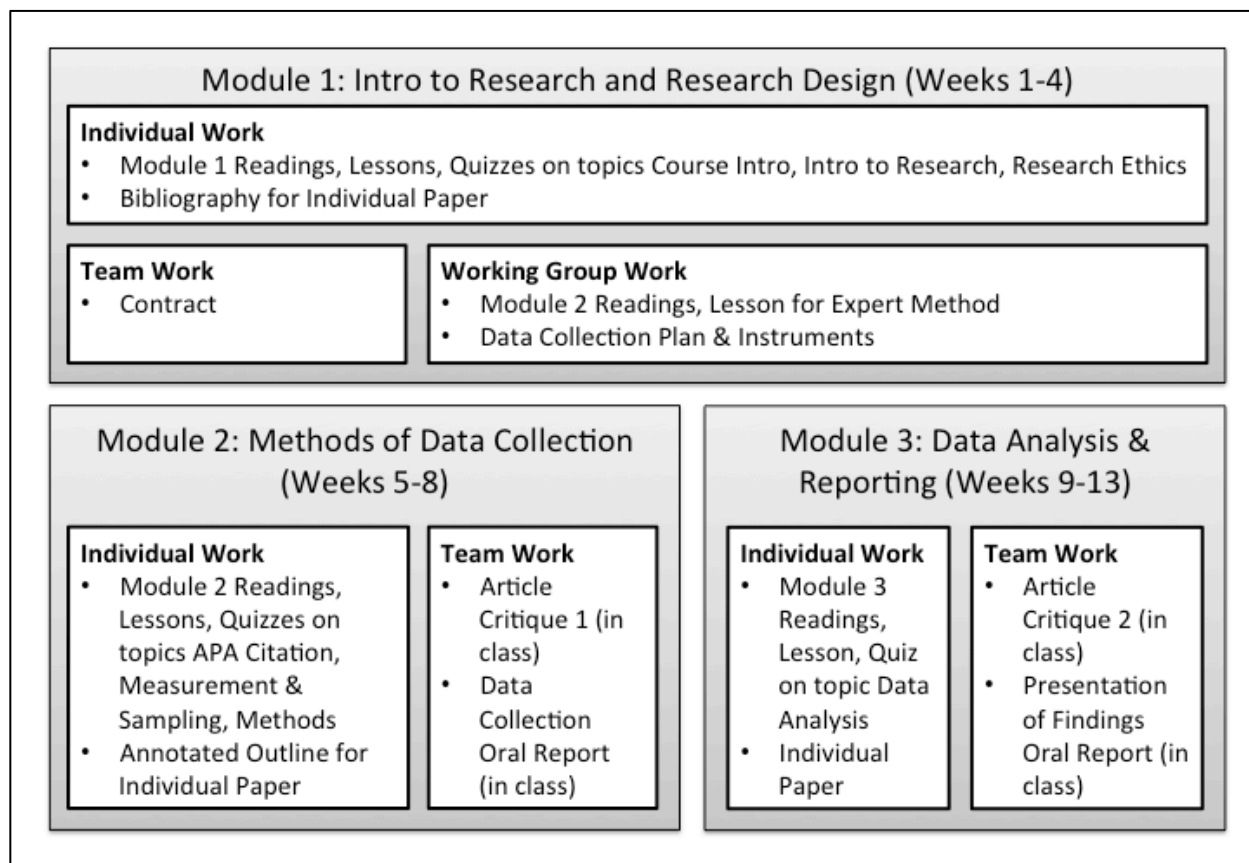 Module 1: Intro to Research and Research Design (Weeks 1-4)
Individual Work
• Module 1 Readings, Lessons, Quizzes on topics Course Intro, Intro to Research, Research Ethics
• Bibliography for Individual Paper
Team Work
• Contract
Working Group Work
• Module 2 Readings, Lesson for Expert Method
• Data Collection Plan & Instruments
Module 2: Methods of Data Collection
(Weeks 5-8)
Individual Work
• Module 2 Readings,
Lessons, Quizzes on
topics APA Citation,
Measurement &
Sampling, Methods
• Annotated Outline for
Individual Paper
Team Work
• Article
Critique 1 (in
class)
• Data
Collection
Oral Report
(in class)
Module 3: Data Analysis &
Reporting (Weeks 9-13)
Individual Work
• Module 3
Readings,
Lesson, Quiz
on topic Data
Analysis
• Individual
Paper
Team Work
• Article
Critique 2 (in
class)
• Presentation
of Findings
Oral Report (in
class)